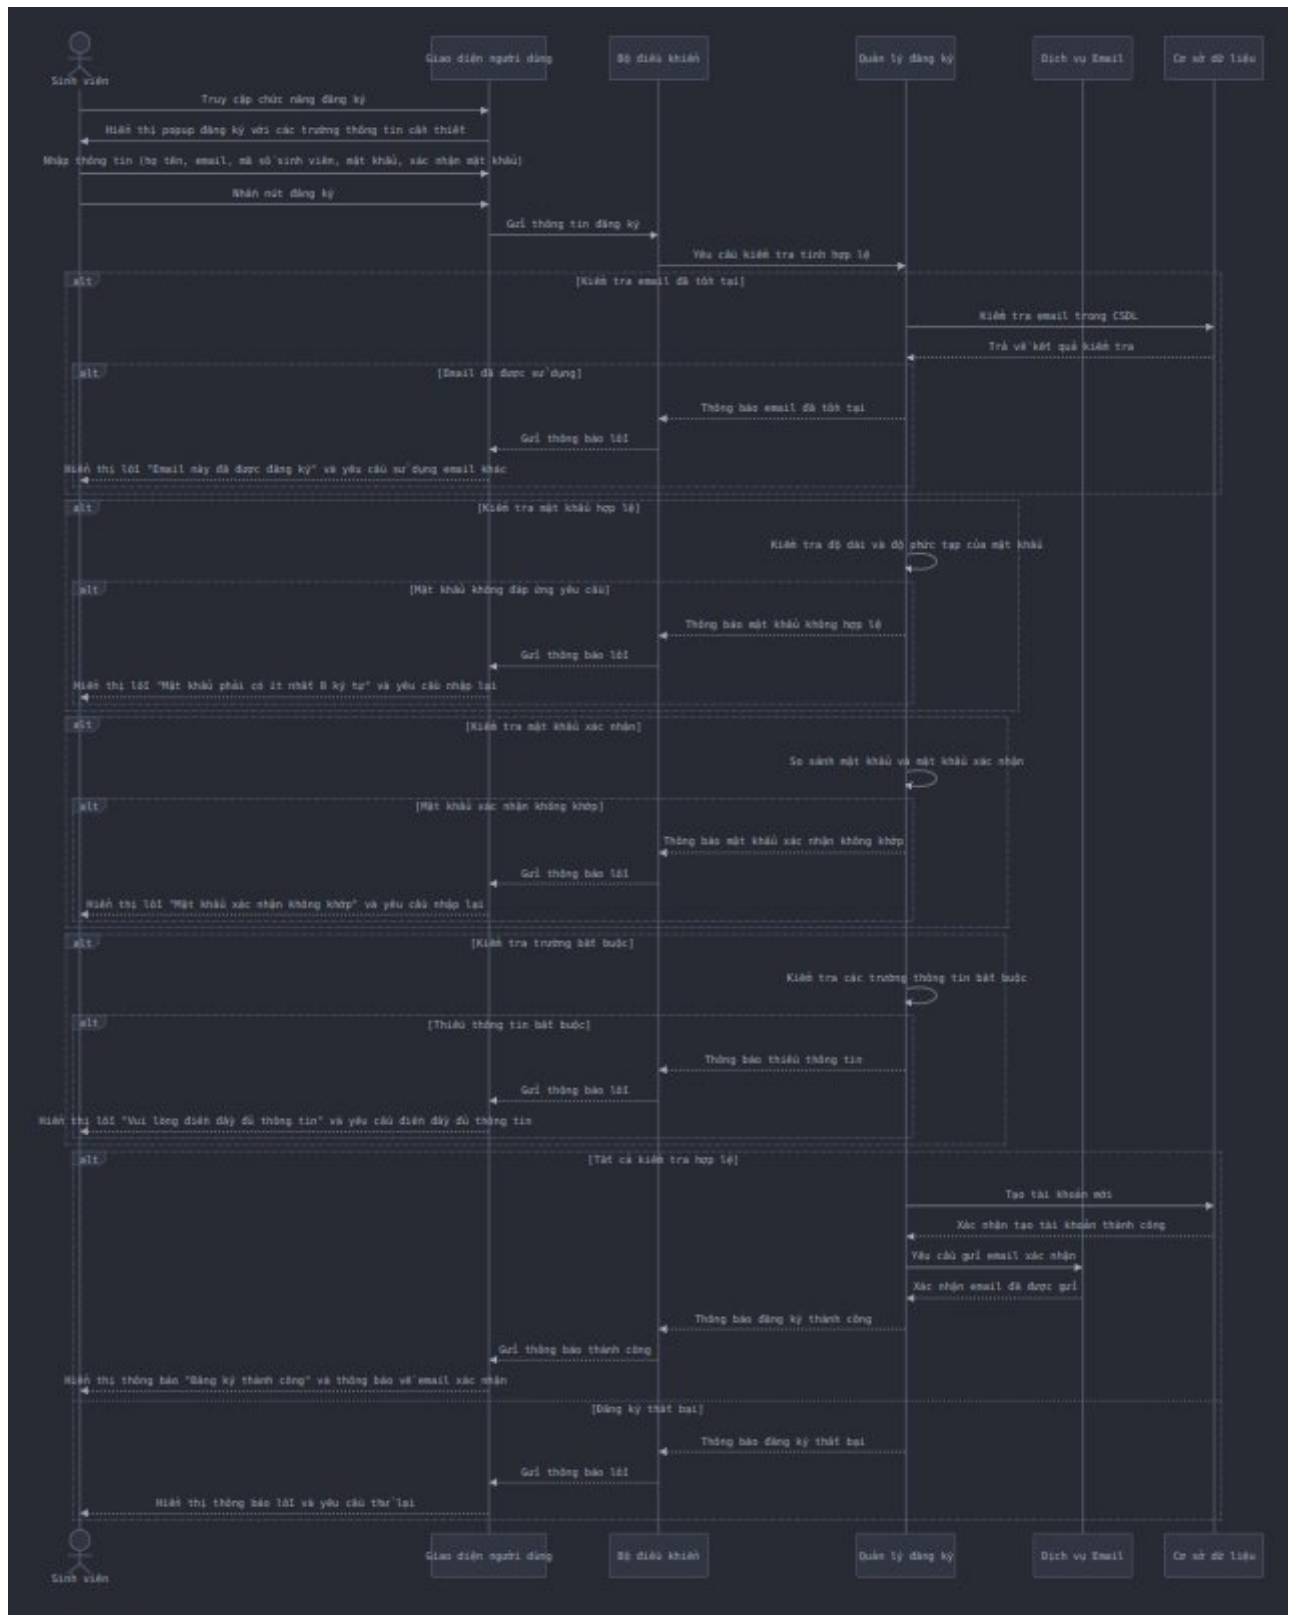 Giao diện người dùng Bộ điều khiển Quản lý đăng ký Dịch vụ Email Cơ sở dữ liệu
Sinh viên
Truy cập chức năng đăng ký
Hiển thị popup đăng ký với các trường thông tin cần thiết
Nhập thông tin (họ tên, email, mã số sinh viên, mật khẩu, xác nhận mật khẩu)
Nhấn nút đăng ký
Gửi thông tin đăng ký
Yêu cầu kiểm tra tính hợp lệ
alt [Kiểm tra email đã tồn tại]
Kiểm tra email trong CSDL
Trả về kết quả kiểm tra
alt [Email đã được sử dụng]
Thông báo email đã tồn tại
Gửi thông báo lỗi
Hiển thị lỗi "Email này đã được đăng ký" và yêu cầu sử dụng email khác
alt [Kiểm tra mật khẩu hợp lệ]
Kiểm tra độ dài và độ phức tạp của mật khẩu
alt [Mật khẩu không đáp ứng yêu cầu]
Thông báo mật khẩu không hợp lệ
Gửi thông báo lỗi
Hiển thị lỗi "Mật khẩu phải có ít nhất 8 ký tự" và yêu cầu nhập lại
alt [Kiểm tra mật khẩu xác nhận]
So sánh mật khẩu và mật khẩu xác nhận
alt [Mật khẩu xác nhận không khớp]
Thông báo mật khẩu xác nhận không khớp
Gửi thông báo lỗi
Hiển thị lỗi "Mật khẩu xác nhận không khớp" và yêu cầu nhập lại
alt [Kiểm tra trường bắt buộc]
Kiểm tra các trường thông tin bắt buộc
alt [Thiếu thông tin bắt buộc]
Thông báo thiếu thông tin
Gửi thông báo lỗi
Hiển thị lỗi "Vui lòng điền đầy đủ thông tin" và yêu cầu điền đầy đủ thông tin
alt [Tất cả kiểm tra hợp lệ]
Tạo tài khoản mới
Xác nhận tạo tài khoản thành công
Yêu cầu gửi email xác nhận
Xác nhận email đã được gửi
Thông báo đăng ký thành công
Gửi thông báo thành công
Hiển thị thông báo "Đăng ký thành công" và thông báo về email xác nhận
[Đăng ký thất bại]
Thông báo đăng ký thất bại
Gửi thông báo lỗi
Hiển thị thông báo lỗi và yêu cầu thử lại
Giao diện người dùng Bộ điều khiển Quản lý đăng ký Dịch vụ Email Cơ sở dữ liệu
Sinh viên